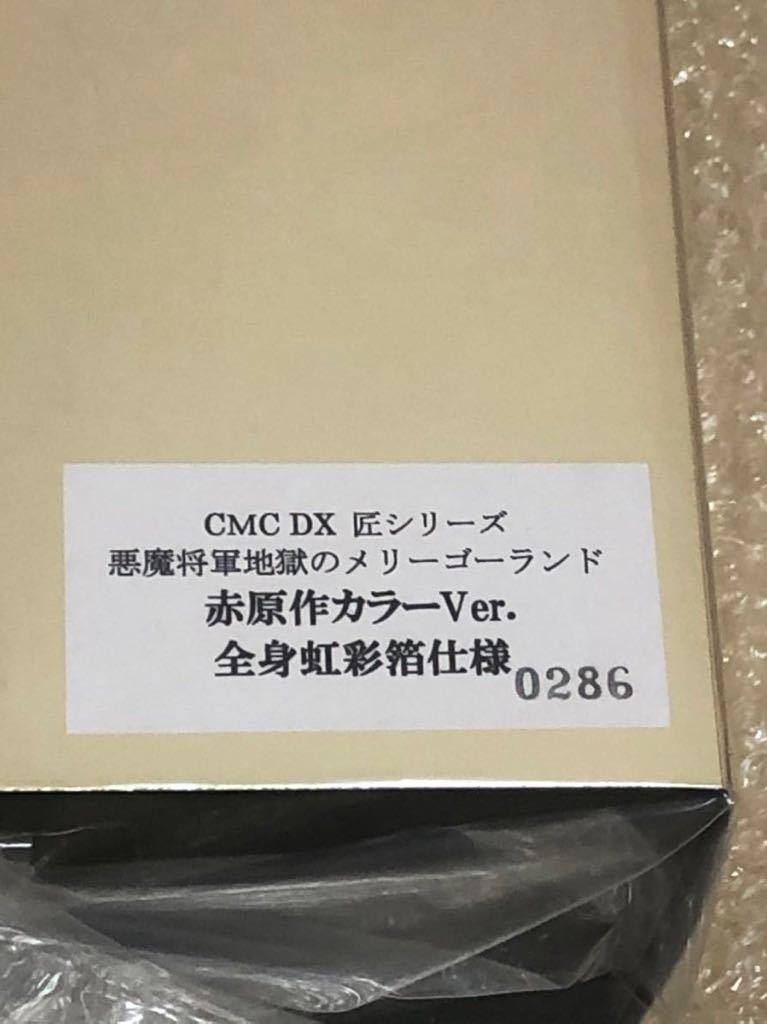 CMC DX 匠シリーズ
悪魔将軍地獄のメリーゴーランド
赤原作カラーVer.
全身虹彩箔仕様
0286